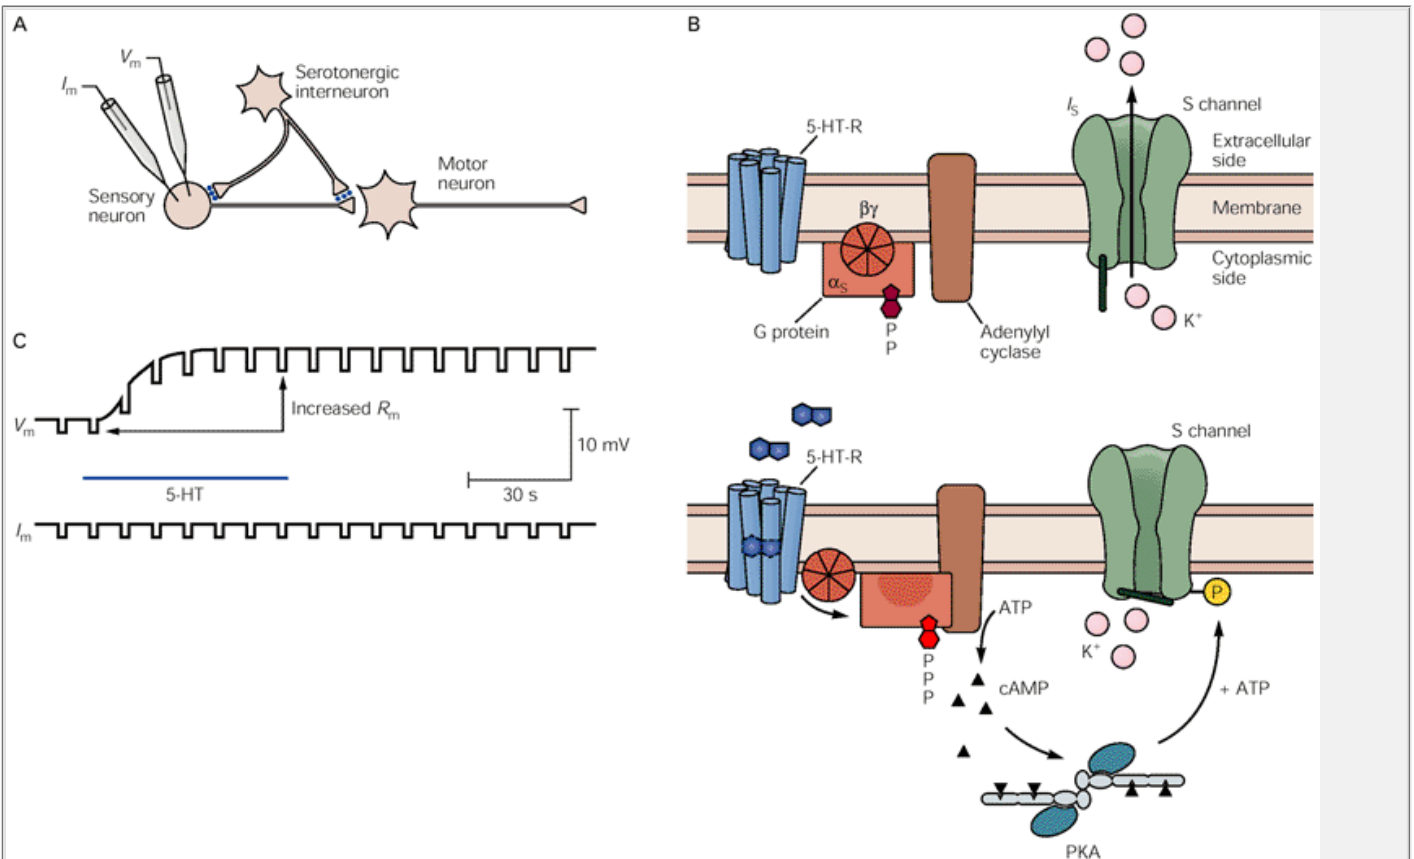 A
Vm
Im
Serotonergic
interneuron
Motor
neuron
Sensory
neuron
B
IS
S channel
5-HT-R
Extracellular
side
βγ
Membrane
Cytoplasmic
side
αS
G protein
P
P
Adenylyl
cyclase
K+
C
Increased Rm
Vm
10 mV
5-HT
30 s
Im
S channel
5-HT-R
P
ATP
K+
P
P
P
cAMP
+ ATP
PKA